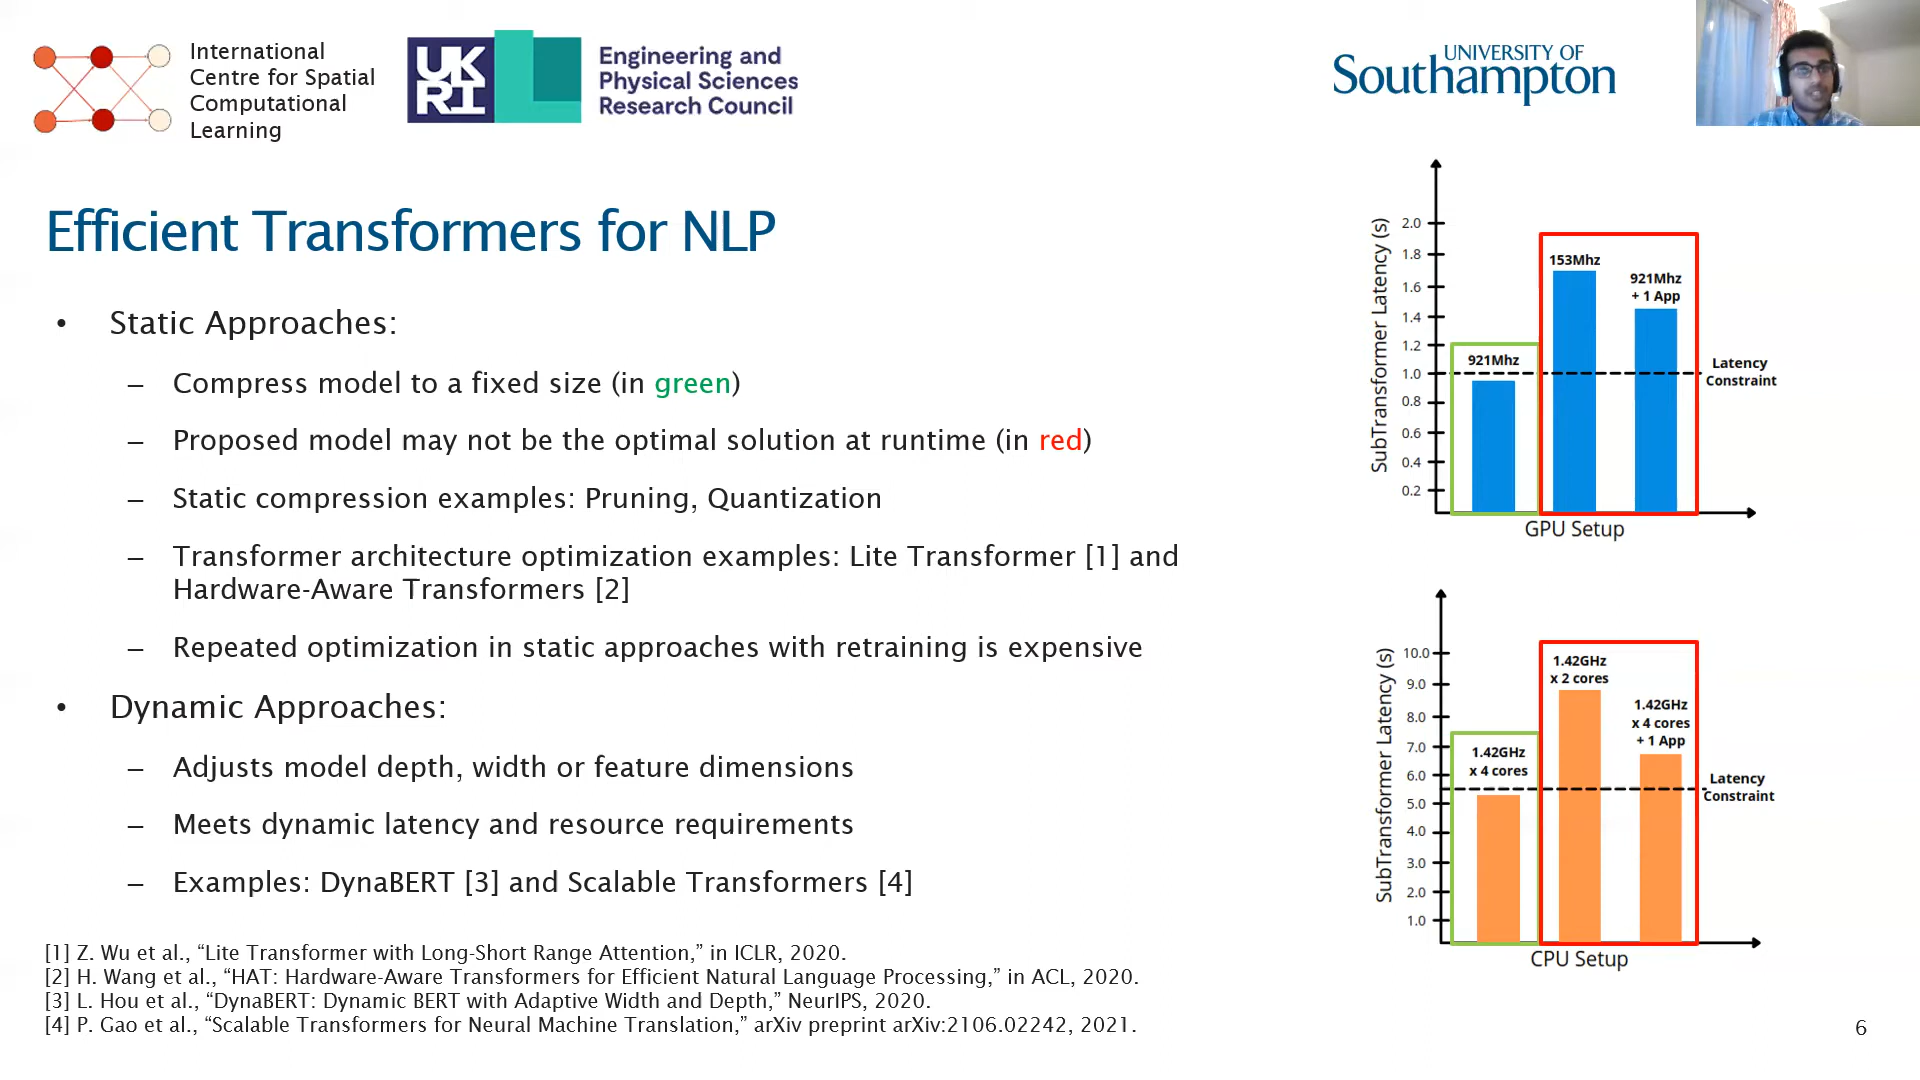 International
Centre for Spatial
Computational
Learning
UK
RI
Engineering and
Physical Sciences
Research Council
UNIVERSITY OF
Southampton
Efficient Transformers for NLP
• Static Approaches:
– Compress model to a fixed size (in green)
– Proposed model may not be the optimal solution at runtime (in red)
– Static compression examples: Pruning, Quantization
– Transformer architecture optimization examples: Lite Transformer [1] and
Hardware-Aware Transformers [2]
– Repeated optimization in static approaches with retraining is expensive
• Dynamic Approaches:
– Adjusts model depth, width or feature dimensions
– Meets dynamic latency and resource requirements
– Examples: DynaBERT [3] and Scalable Transformers [4]
[1] Z. Wu et al., “Lite Transformer with Long-Short Range Attention,” in ICLR, 2020.
[2] H. Wang et al., “HAT: Hardware-Aware Transformers for Efficient Natural Language Processing,” in ACL, 2020.
[3] L. Hou et al., “DynaBERT: Dynamic BERT with Adaptive Width and Depth,” NeurIPS, 2020.
[4] P. Gao et al., “Scalable Transformers for Neural Machine Translation,” arXiv preprint arXiv:2106.02242, 2021.
SubTransformer Latency (s)
2.0
1.8
1.6
1.4
1.2
1.0
0.8
0.6
0.4
0.2
921Mhz
153Mhz
921Mhz
+ 1 App
Latency
Constraint
GPU Setup
SubTransformer Latency (s)
10.0
9.0
8.0
7.0
6.0
5.0
4.0
3.0
2.0
1.0
1.42GHz
x 4 cores
1.42GHz
x 2 cores
1.42GHz
x 4 cores
+ 1 App
Latency
Constraint
CPU Setup
6